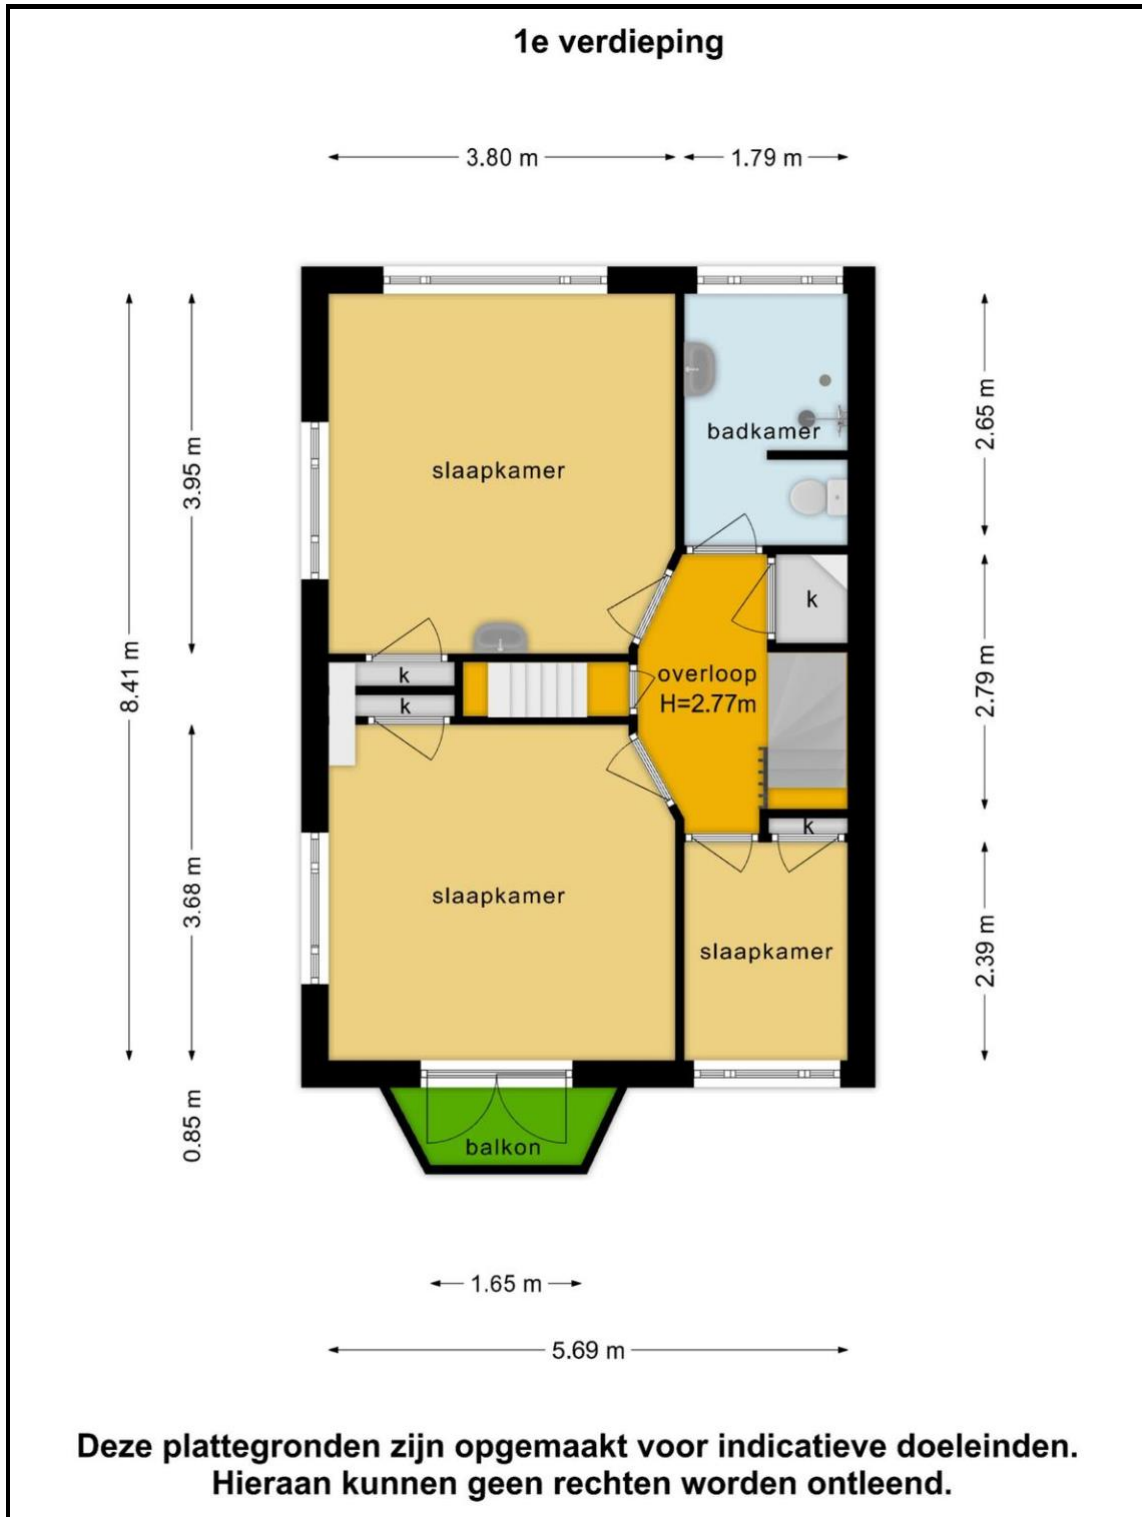 1e verdieping
3.80 m
1.79 m
8.41 m
3.95 m
3.68 m
0.85 m
slaapkamer
badkamer
k
overloop
H=2.77m
k
k
k
slaapkamer
slaapkamer
balkon
2.65 m
2.79 m
2.39 m
1.65 m
5.69 m
Deze plattegronden zijn opgemaakt voor indicatieve doeleinden.
Hieraan kunnen geen rechten worden ontleend.